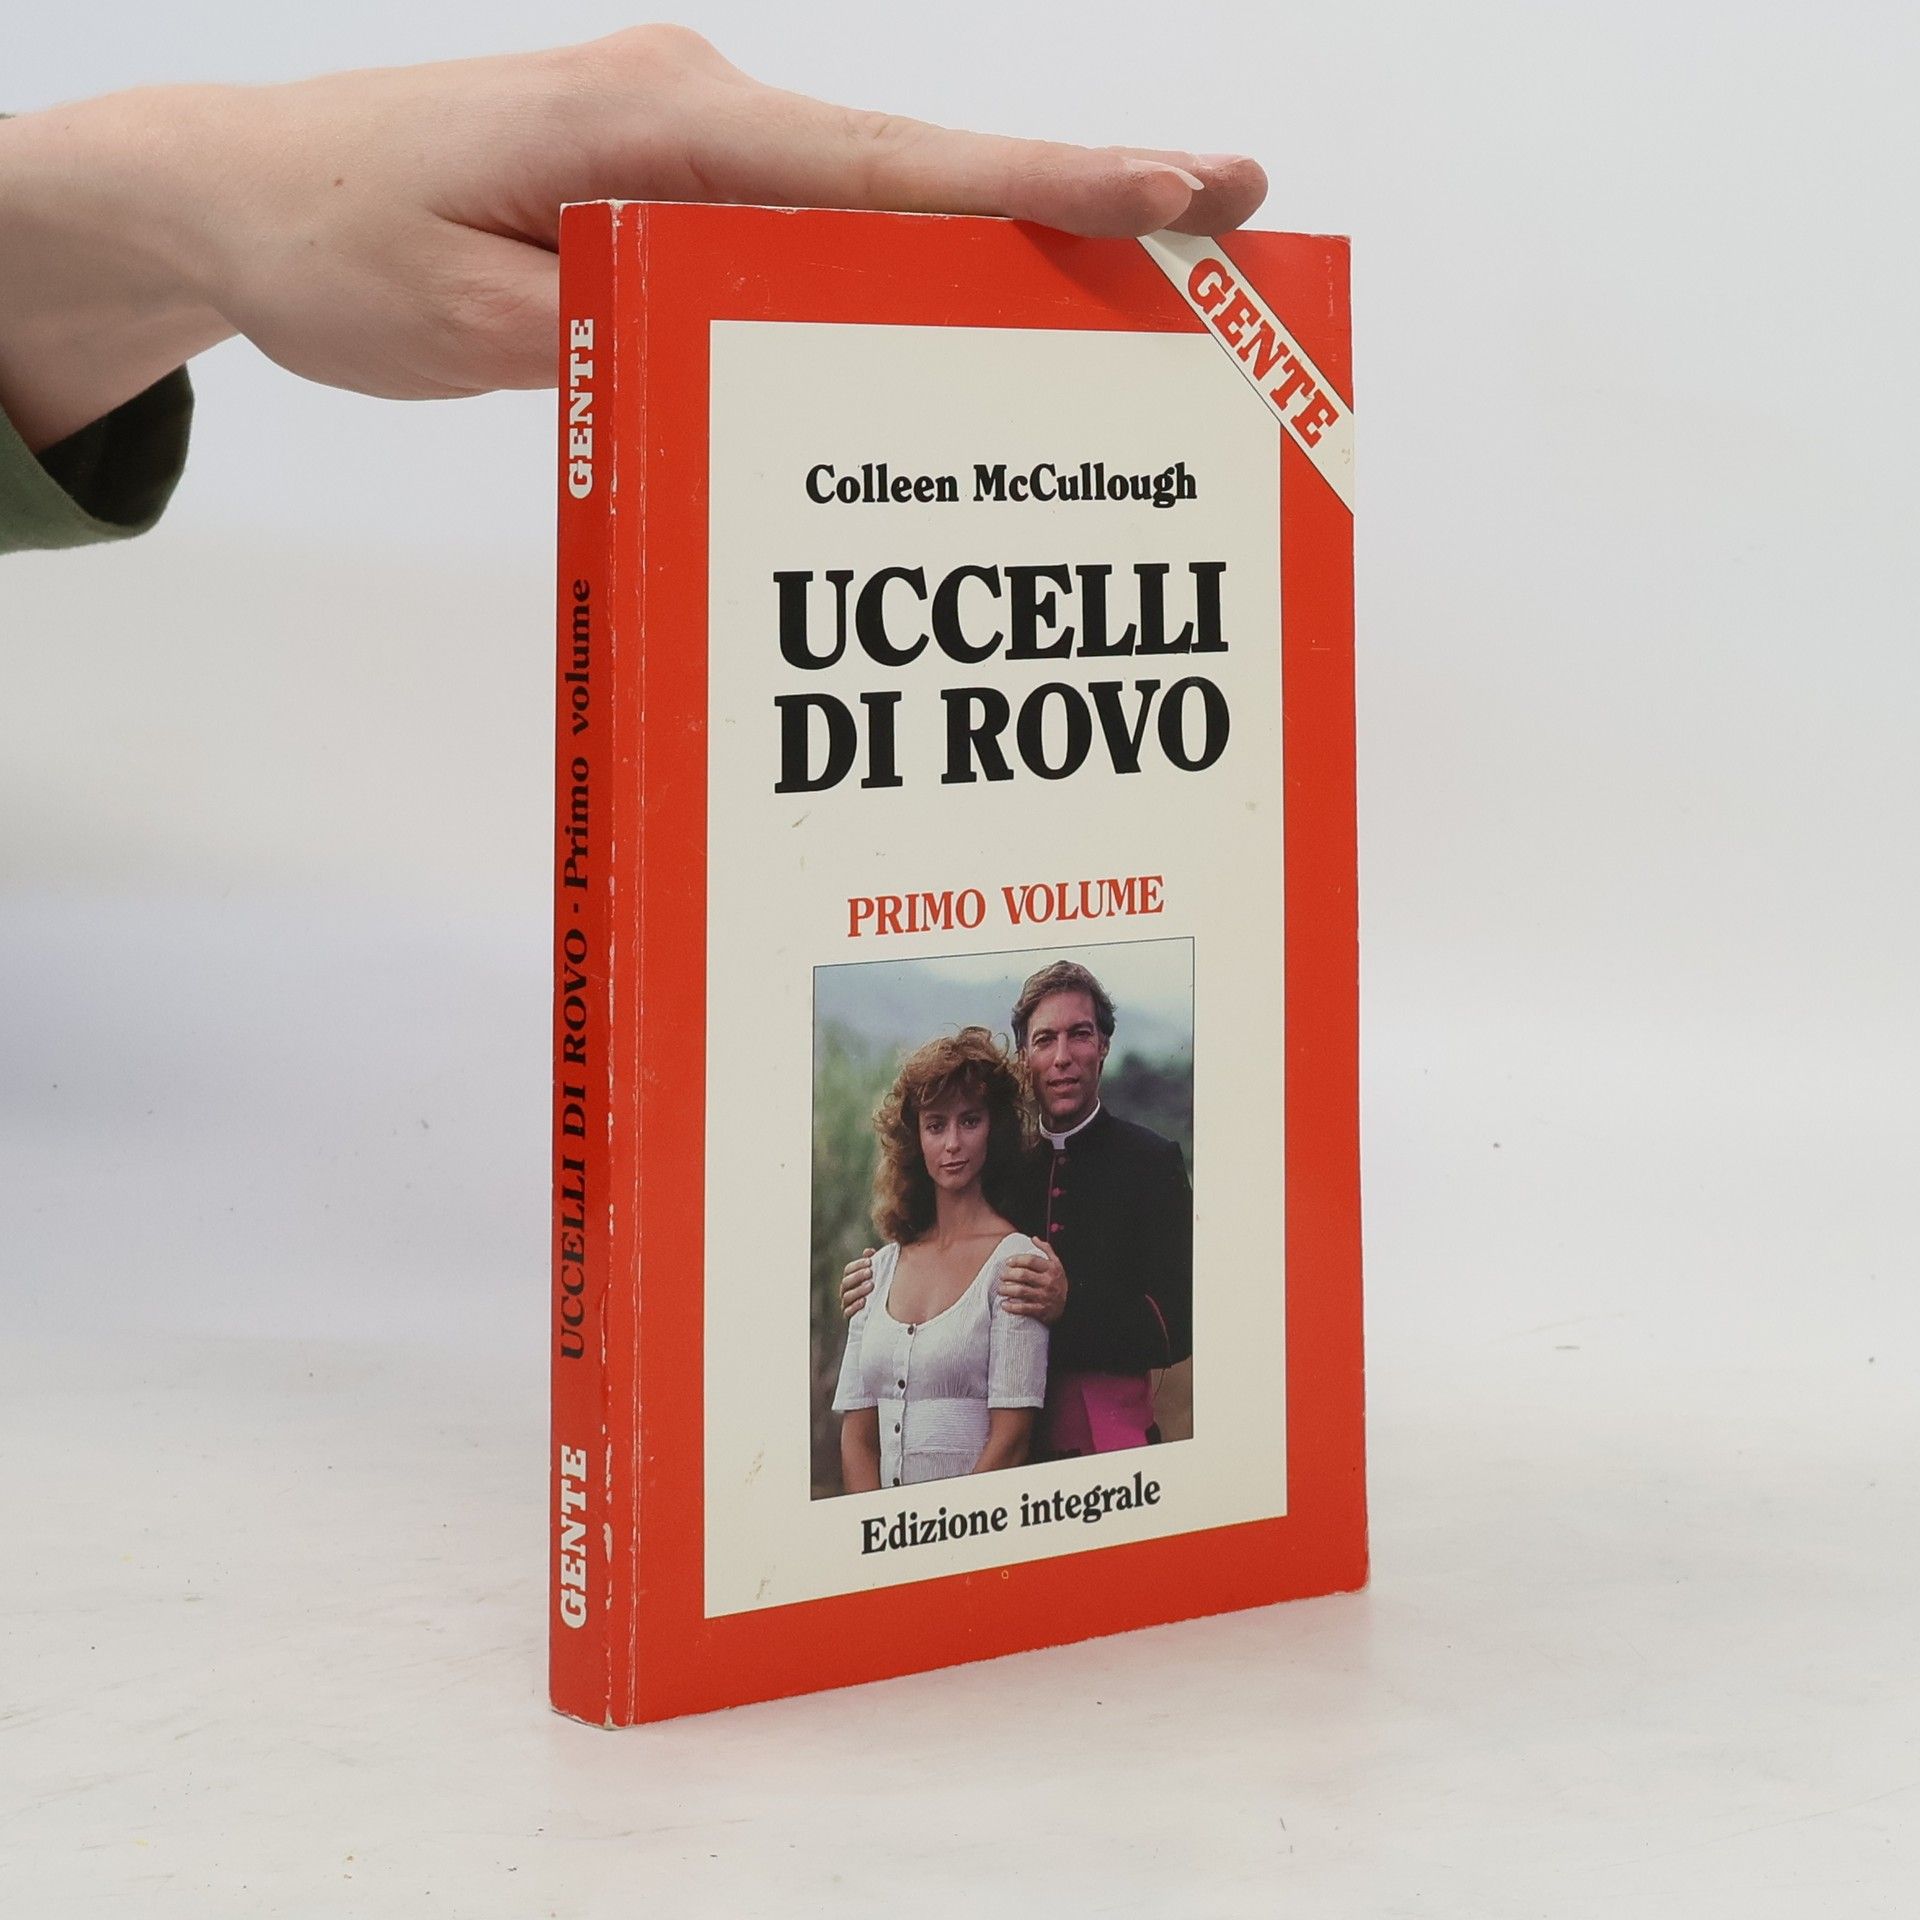 GENTE
Colleen McCullough
UCCELLI
DI ROVO
PRIMO VOLUME
Edizione integrale
GENTE
UCCELLI DI ROVO - Primo volume
GENTE